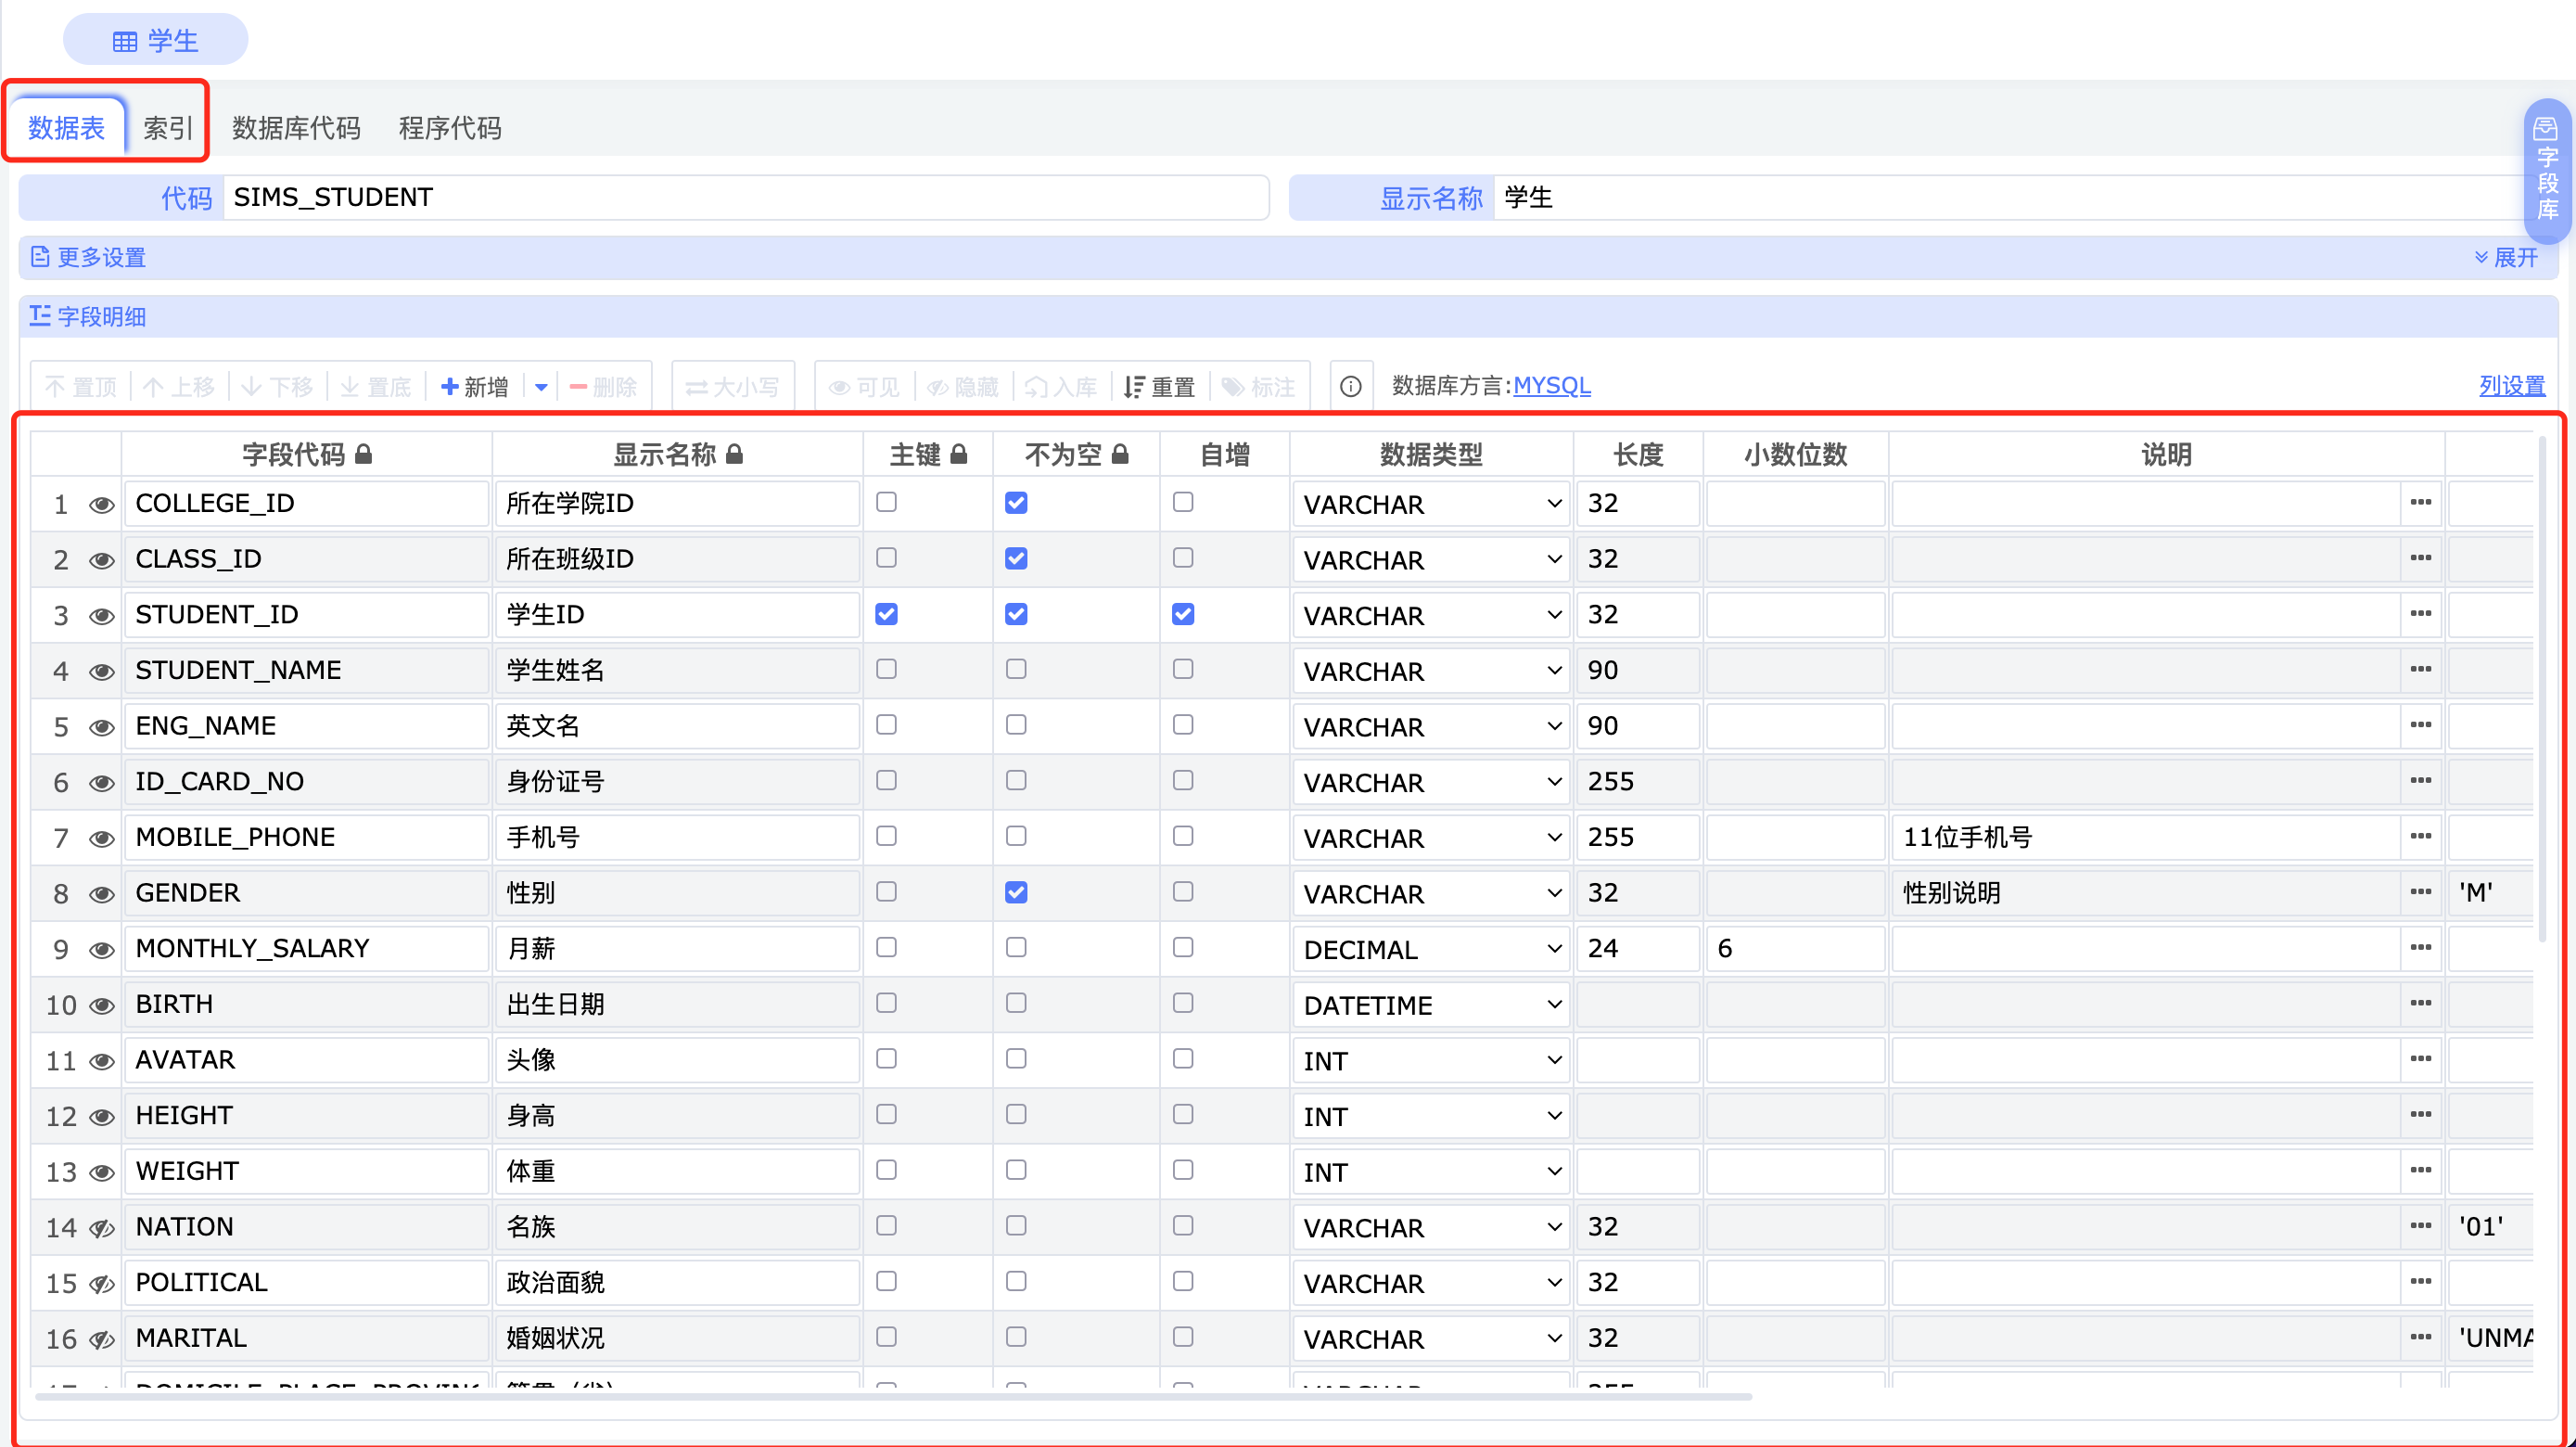 学生
数据表 索引 数据库代码 程序代码
字段库
代码 SIMS_STUDENT 显示名称 学生
更多设置 展开
字段明细
置顶 上移 下移 置底 新增 删除 大小写 可见 隐藏 入库 重置 标注 数据库方言:MYSQL 列设置
字段代码 显示名称 主键 不为空 自增 数据类型 长度 小数位数 说明
1 COLLEGE_ID 所在学院ID VARCHAR 32
2 CLASS_ID 所在班级ID VARCHAR 32
3 STUDENT_ID 学生ID VARCHAR 32
4 STUDENT_NAME 学生姓名 VARCHAR 90
5 ENG_NAME 英文名 VARCHAR 90
6 ID_CARD_NO 身份证号 VARCHAR 255
7 MOBILE_PHONE 手机号 VARCHAR 255 11位手机号
8 GENDER 性别 VARCHAR 32 性别说明 'M'
9 MONTHLY_SALARY 月薪 DECIMAL 24 6
10 BIRTH 出生日期 DATETIME
11 AVATAR 头像 INT
12 HEIGHT 身高 INT
13 WEIGHT 体重 INT
14 NATION 名族 VARCHAR 32 '01'
15 POLITICAL 政治面貌 VARCHAR 32
16 MARITAL 婚姻状况 VARCHAR 32 'UNMA